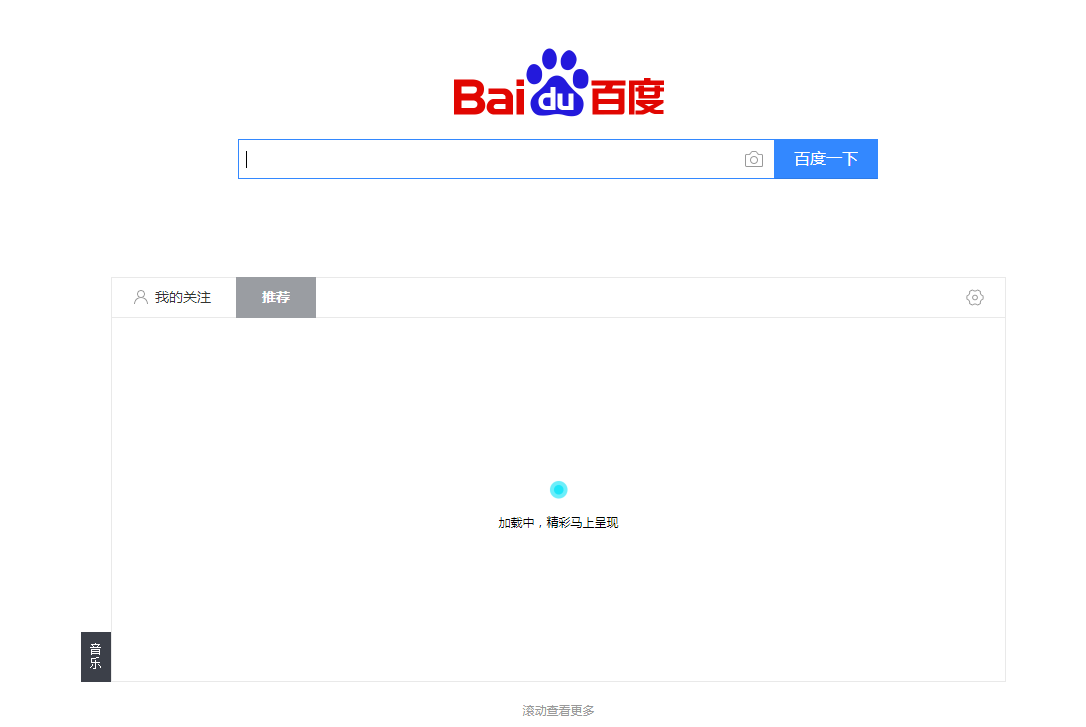 Bai du 百度
百度一下
我的关注
推荐
加载中，精彩马上呈现
音乐
滚动查看更多